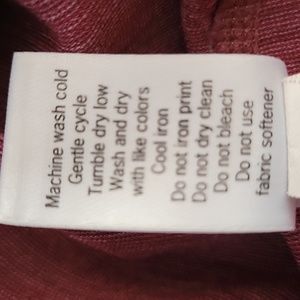 Machine wash cold
Gentle cycle
Tumble dry low
Wash and dry
with like colors
Cool iron
Do not iron print
Do not dry clean
Do not bleach
Do not use
fabric softener